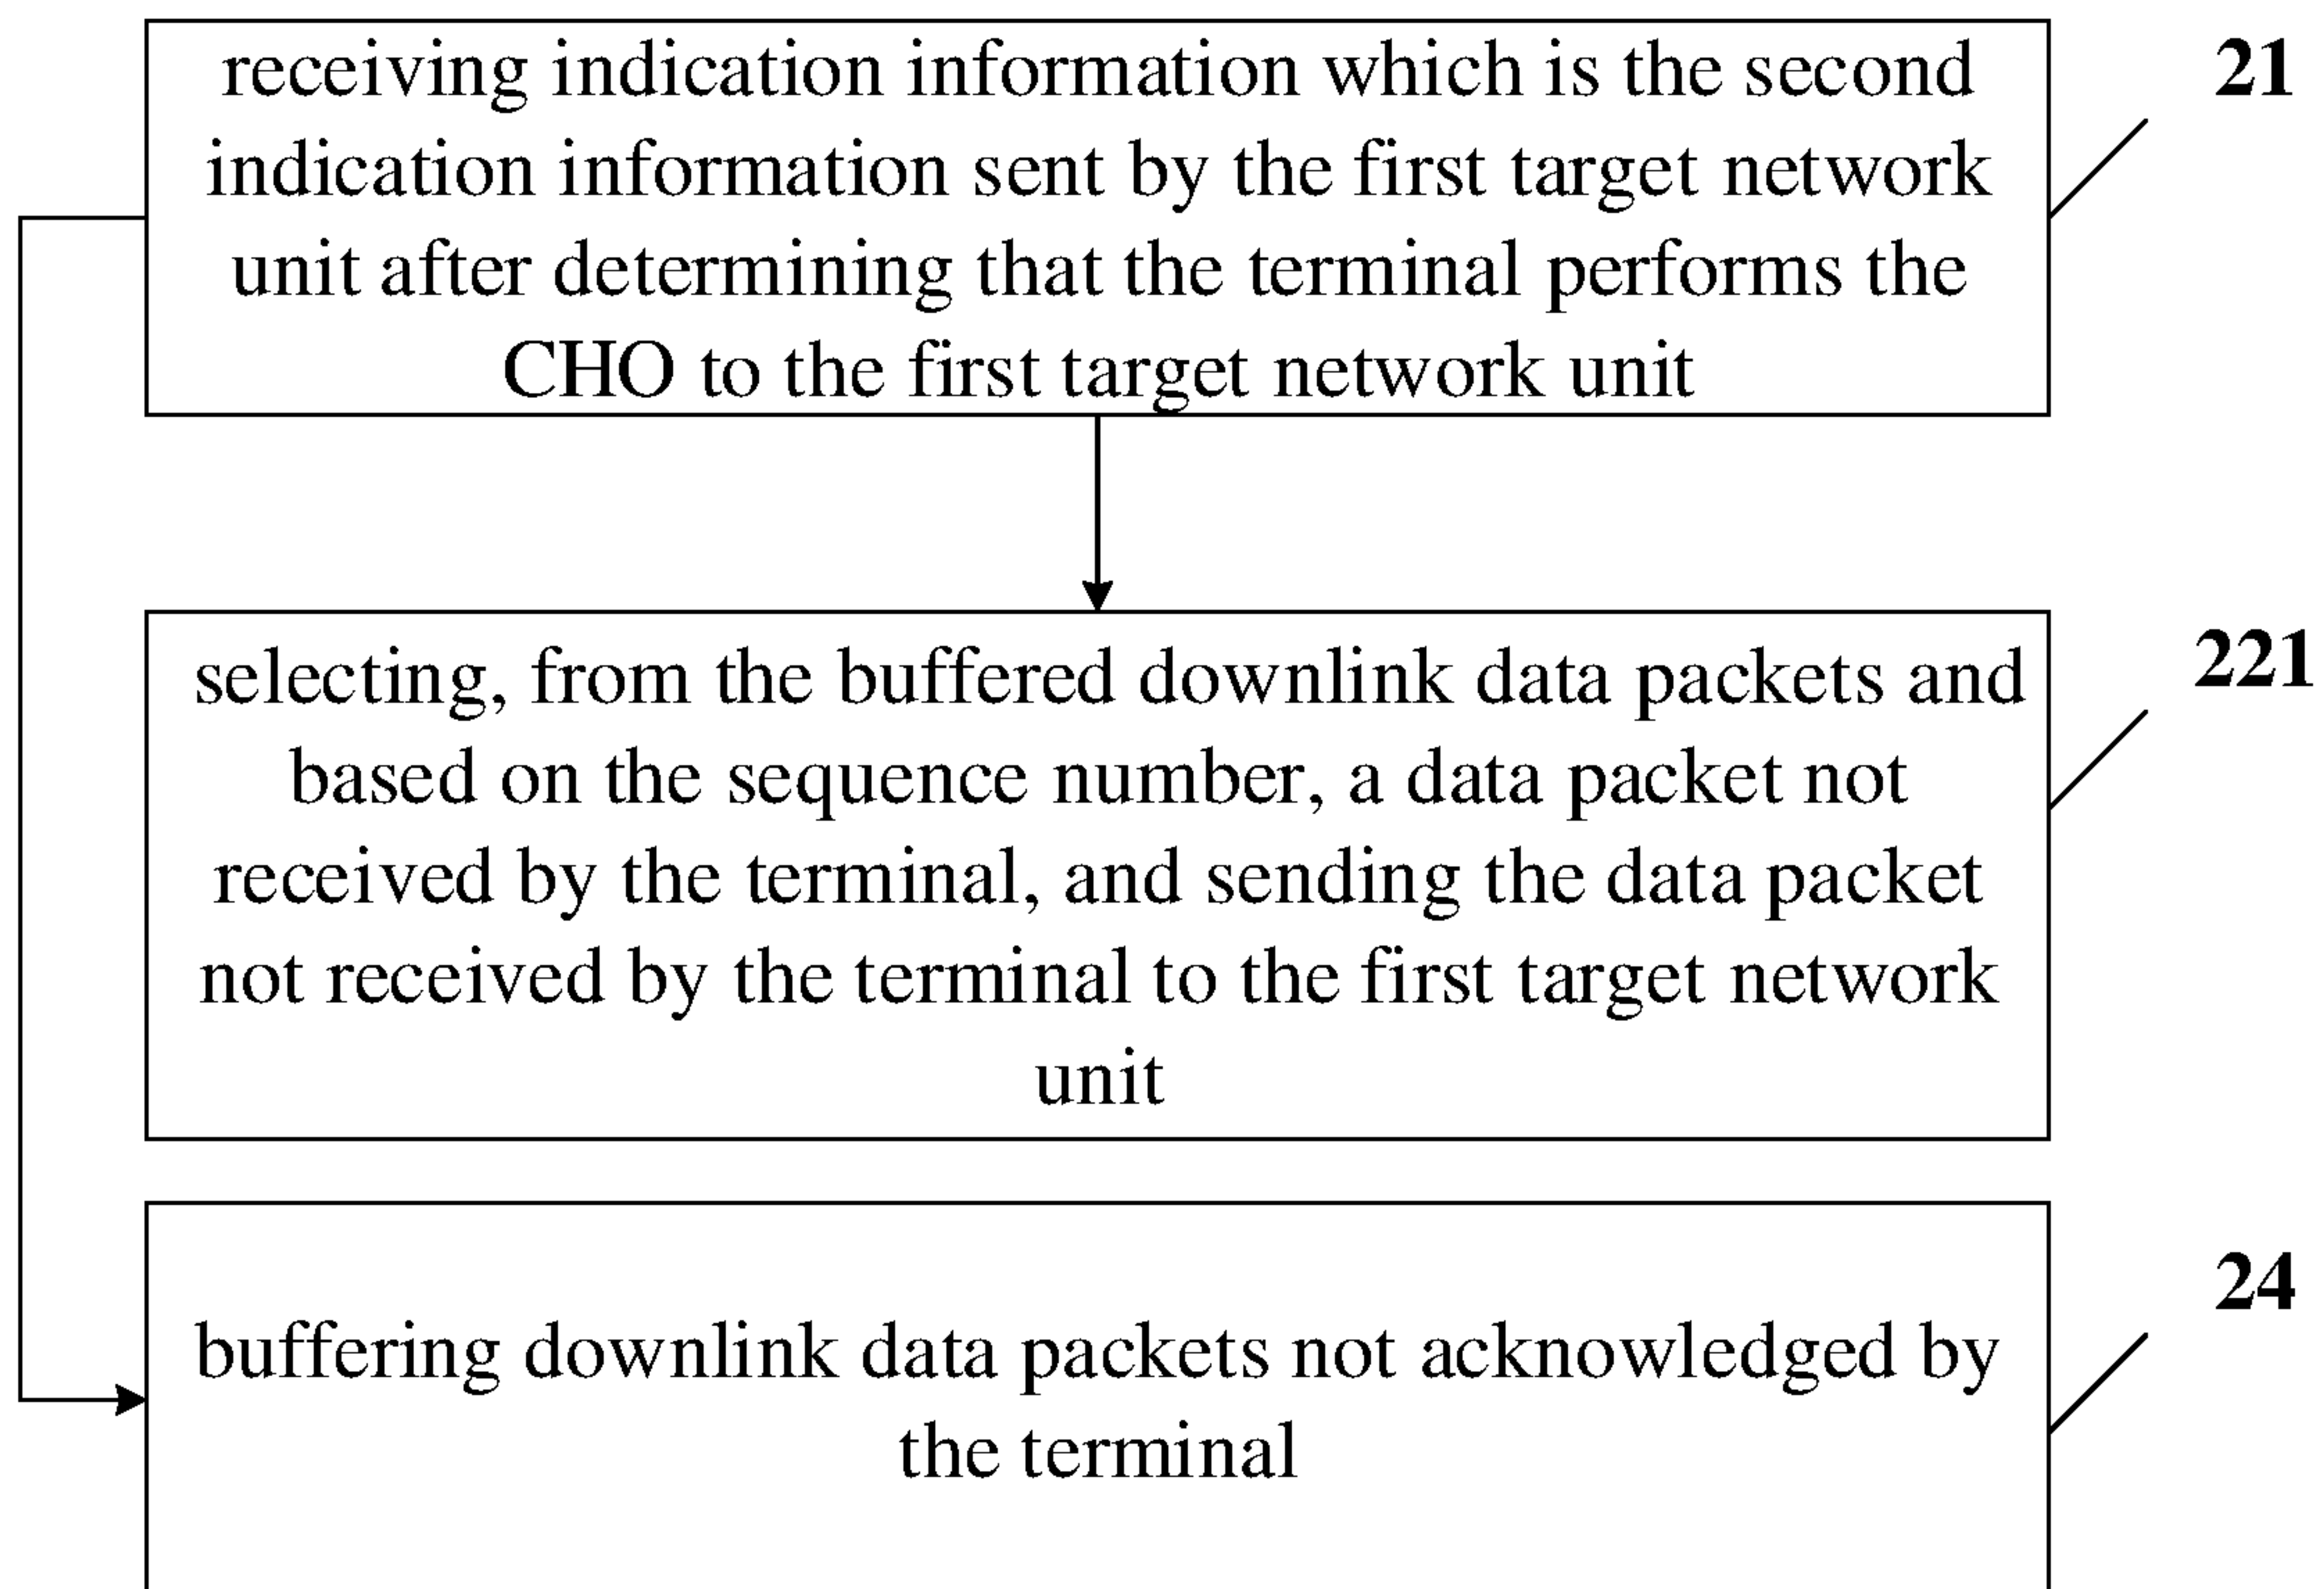 receiving indication information which is the second
indication information sent by the first target network
unit after determining that the terminal performs the
CHO to the first target network unit
21
selecting, from the buffered downlink data packets and
based on the sequence number, a data packet not
received by the terminal, and sending the data packet
not received by the terminal to the first target network
unit
221
buffering downlink data packets not acknowledged by
the terminal
24